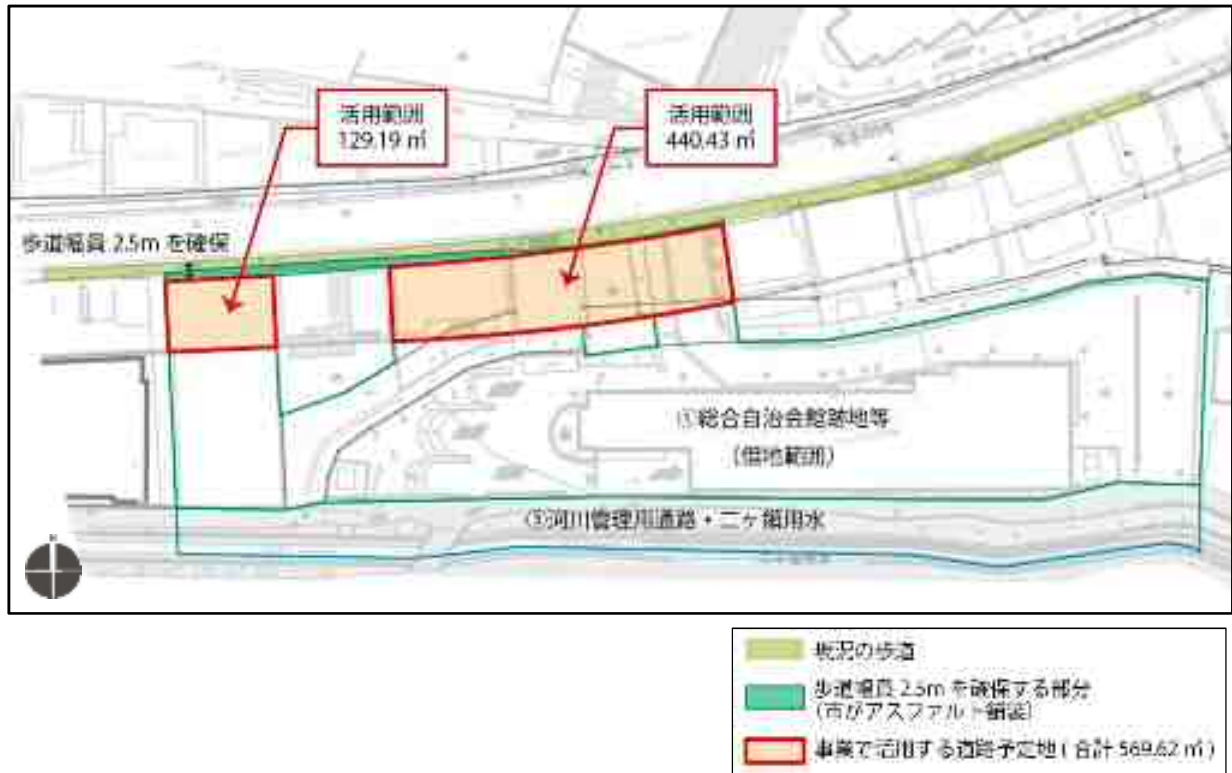 活用範囲
129.19 ㎡
活用範囲
440.43 ㎡
歩道幅員 2.5m を確保
①総合自治会館跡地等
（借地範囲）
③河川管理用通路・二ケ領用水
現況の歩道
歩道幅員 2.5m を確保する部分
（市がアスファルト舗装）
事業で活用する道路予定地（合計 569.62 ㎡）